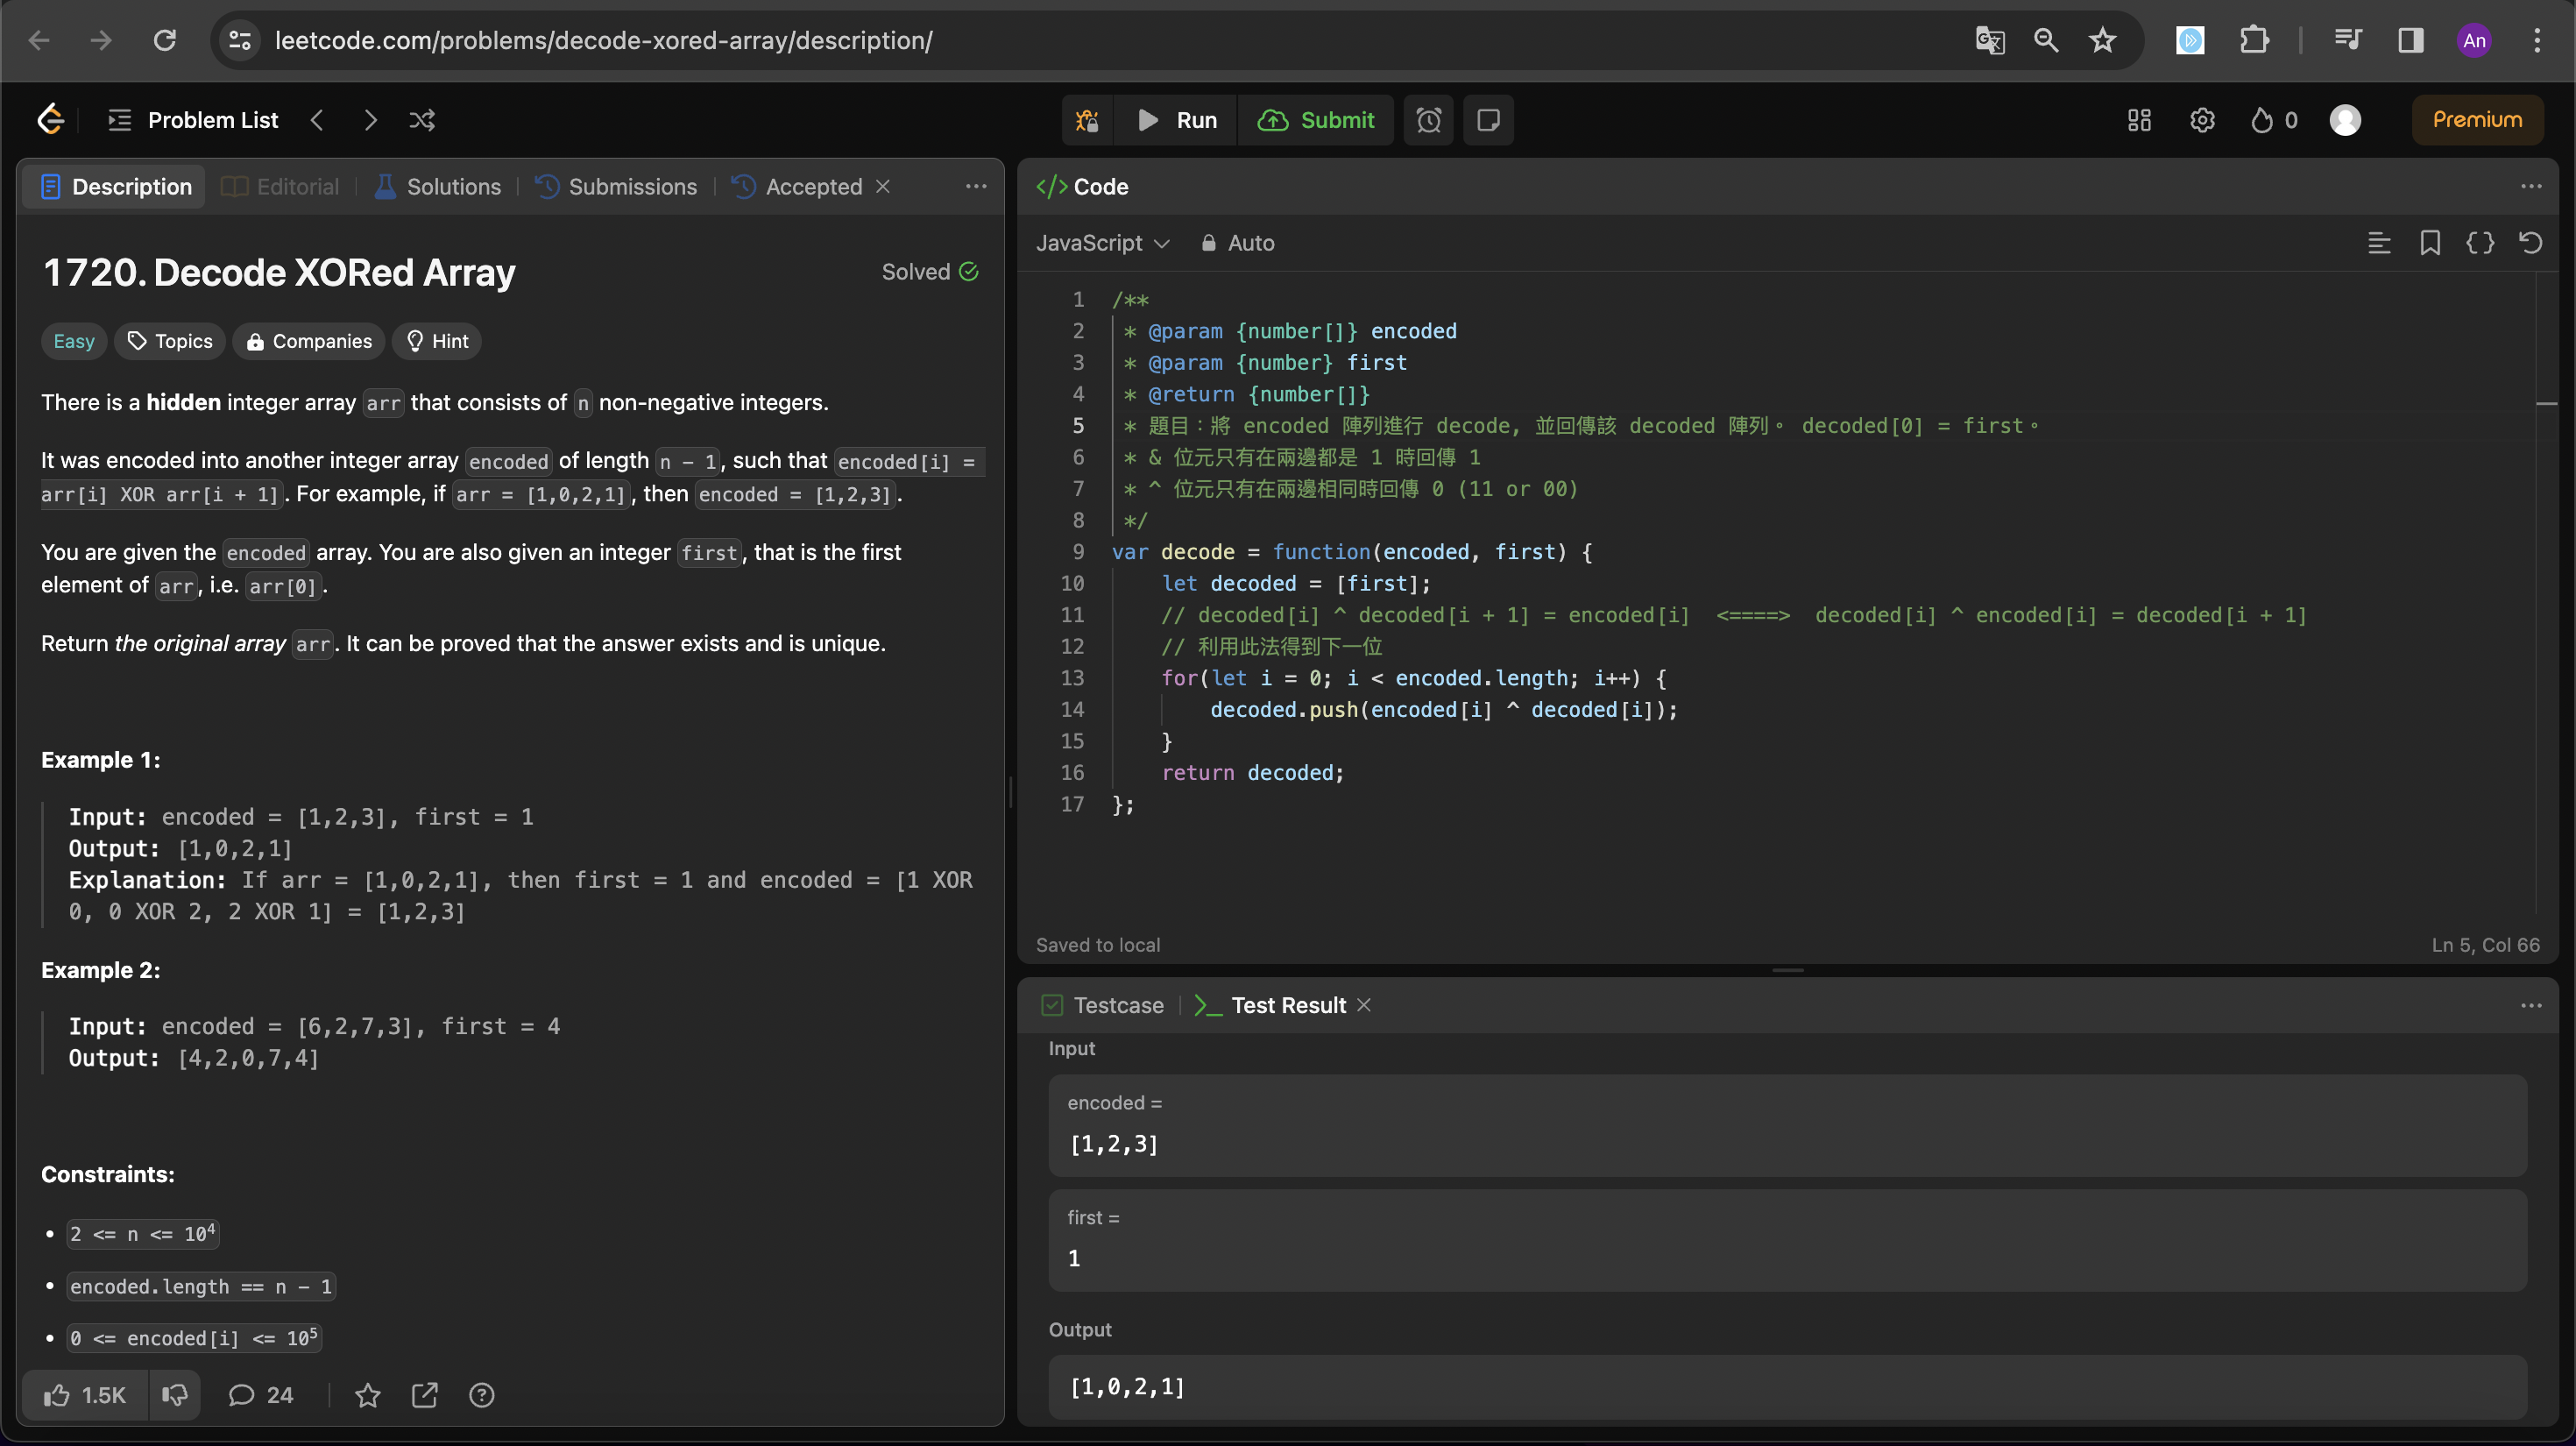 leetcode.com/problems/decode-xored-array/description/
An
Problem List
Run
Submit
0
Premium
Description
Editorial
Solutions
Submissions
Accepted
1720. Decode XORed Array
Solved
Easy
Topics
Companies
Hint
There is a hidden integer array arr that consists of n non-negative integers.
It was encoded into another integer array encoded of length n - 1, such that encoded[i] =
arr[i] XOR arr[i + 1]. For example, if arr = [1,0,2,1], then encoded = [1,2,3].
You are given the encoded array. You are also given an integer first, that is the first
element of arr, i.e. arr[0].
Return the original array arr. It can be proved that the answer exists and is unique.
Example 1:
Input: encoded = [1,2,3], first = 1
Output: [1,0,2,1]
Explanation: If arr = [1,0,2,1], then first = 1 and encoded = [1 XOR
0, 0 XOR 2, 2 XOR 1] = [1,2,3]
Example 2:
Input: encoded = [6,2,7,3], first = 4
Output: [4,2,0,7,4]
Constraints:
• 2 <= n <= 10⁴
• encoded.length == n - 1
• 0 <= encoded[i] <= 10⁵
1.5K
24
</> Code
JavaScript
Auto
1 /**
2 * @param {number[]} encoded
3 * @param {number} first
4 * @return {number[]}
5 * 題目：將 encoded 陣列進行 decode, 並回傳該 decoded 陣列。 decoded[0] = first。
6 * & 位元只有在兩邊都是 1 時回傳 1
7 * ^ 位元只有在兩邊相同時回傳 0 (11 or 00)
8 */
9 var decode = function(encoded, first) {
10 let decoded = [first];
11 // decoded[i] ^ decoded[i + 1] = encoded[i] <====> decoded[i] ^ encoded[i] = decoded[i + 1]
12 // 利用此法得到下一位
13 for(let i = 0; i < encoded.length; i++) {
14 decoded.push(encoded[i] ^ decoded[i]);
15 }
16 return decoded;
17 };
Saved to local
Ln 5, Col 66
Testcase
Test Result
Input
encoded =
[1,2,3]
first =
1
Output
[1,0,2,1]